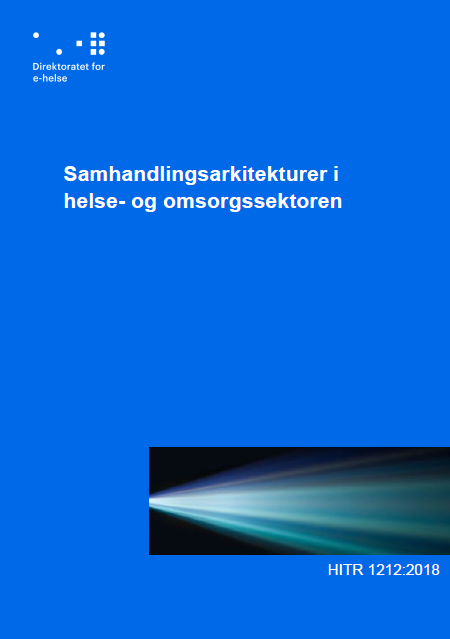 Direktoratet for
e-helse
Samhandlingsarkitekturer i
helse- og omsorgssektoren
HITR 1212:2018